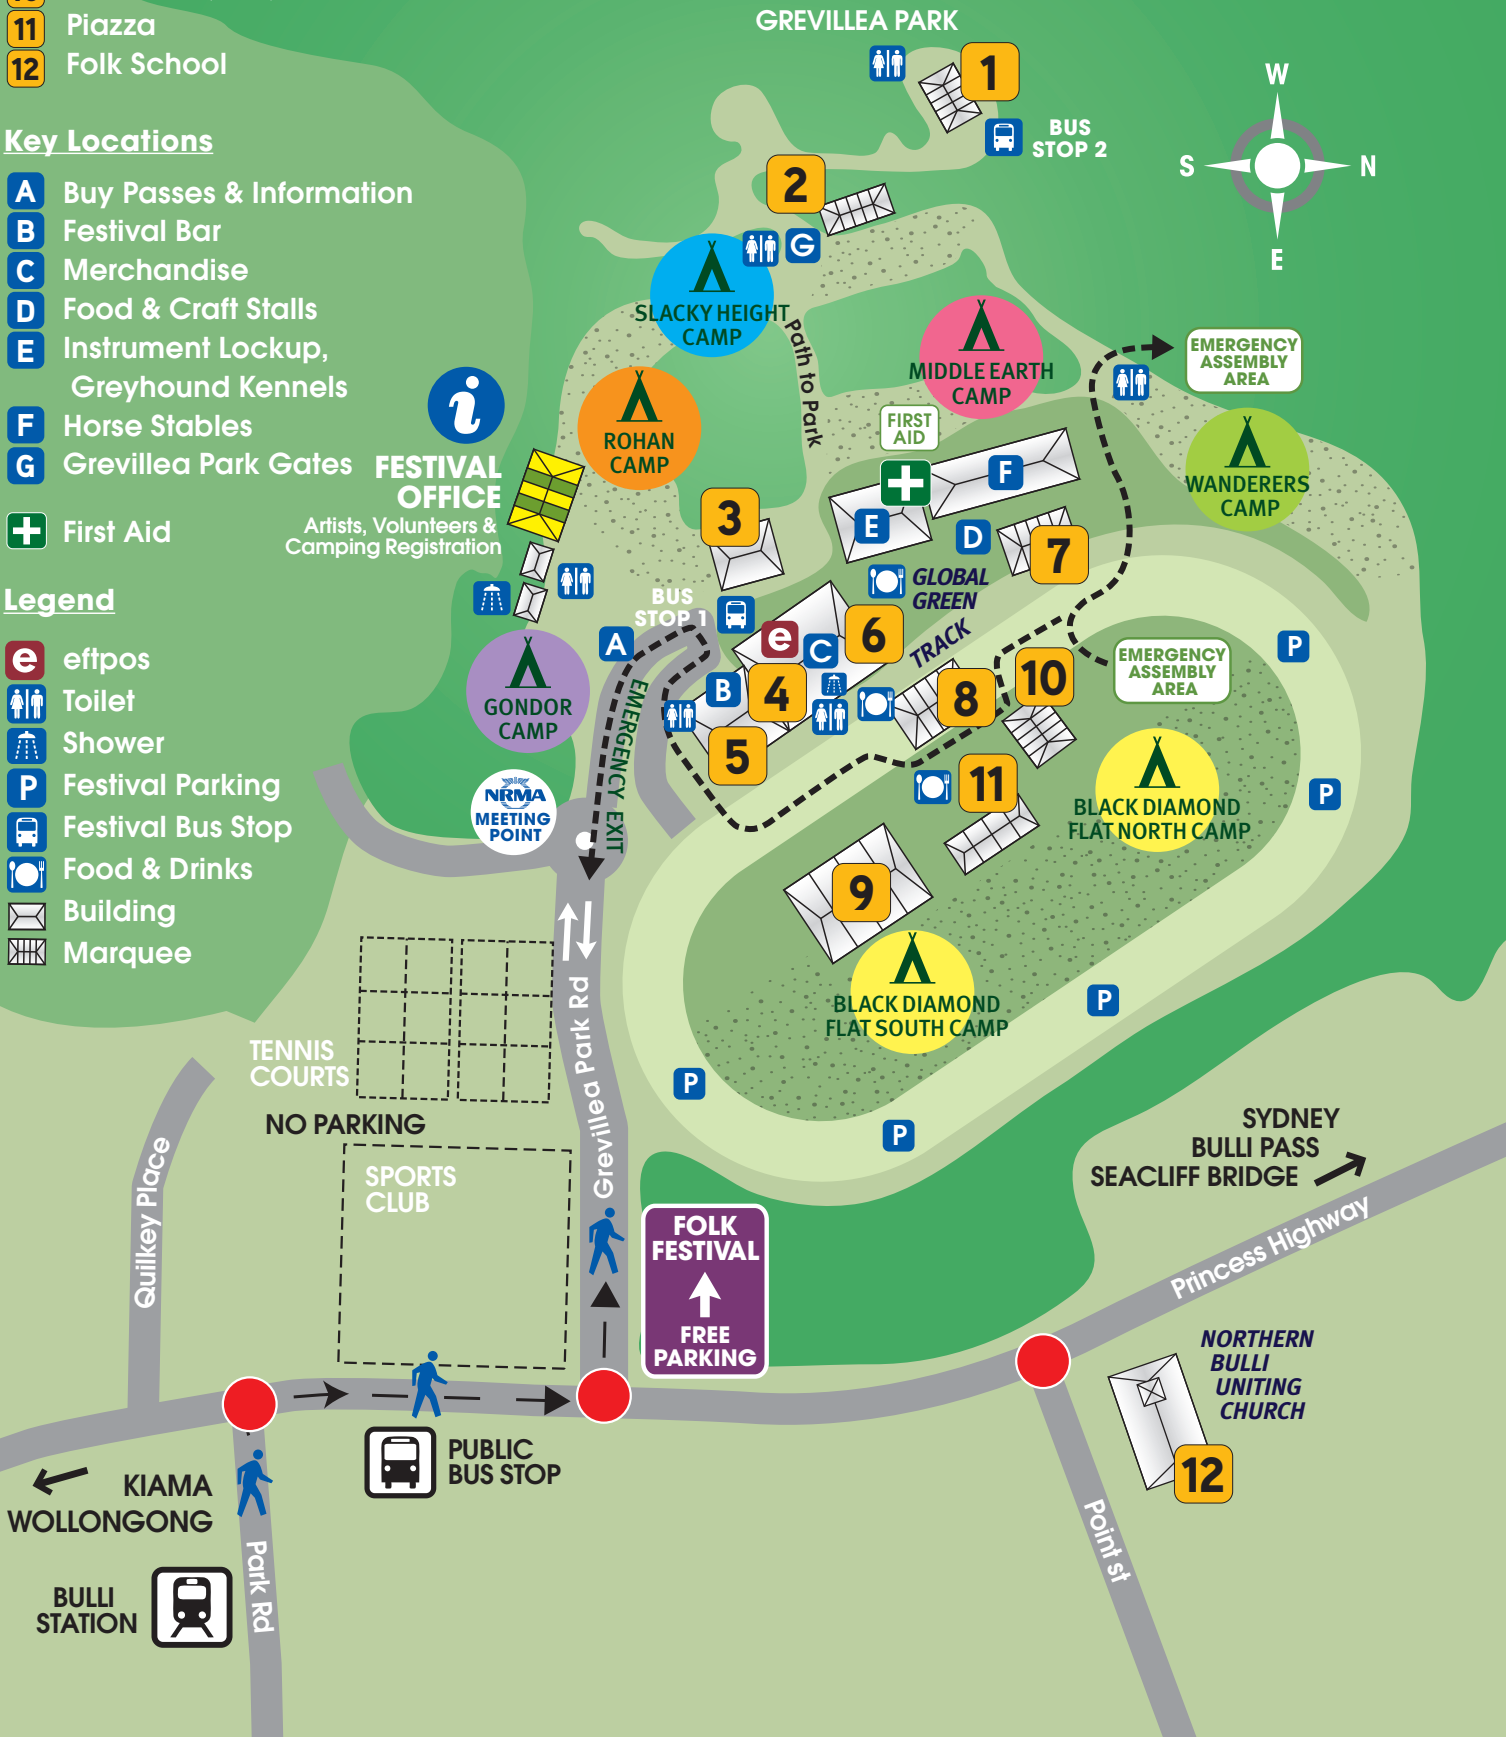 11 Piazza
12 Folk School
Key Locations
A Buy Passes & Information
B Festival Bar
C Merchandise
D Food & Craft Stalls
E Instrument Lockup,
Greyhound Kennels
F Horse Stables
G Grevillea Park Gates
First Aid
Legend
e eftpos
Toilet
Shower
P Festival Parking
Festival Bus Stop
Food & Drinks
Building
Marquee
GREVILLEA PARK
1
BUS
STOP 2
W
S
N
E
2
G
SLACKY HEIGHT
CAMP
Path to Park
MIDDLE EARTH
CAMP
EMERGENCY
ASSEMBLY
AREA
ROHAN
CAMP
FIRST
AID
WANDERERS
CAMP
i
FESTIVAL
OFFICE
Artists, Volunteers &
Camping Registration
3
F
E
D
7
GLOBAL
GREEN
BUS
STOP 1
A
e
C
6
TRACK
B
4
5
8
10
EMERGENCY
ASSEMBLY
AREA
P
GONDOR
CAMP
EMERGENCY EXIT
NRMA
MEETING
POINT
11
BLACK DIAMOND
FLAT NORTH CAMP
P
9
BLACK DIAMOND
FLAT SOUTH CAMP
P
P
P
TENNIS
COURTS
NO PARKING
SPORTS
CLUB
Grevillea Park Rd
Quilkey Place
FOLK
FESTIVAL
FREE
PARKING
SYDNEY
BULLI PASS
SEACLIFF BRIDGE
Princess Highway
NORTHERN
BULLI
UNITING
CHURCH
12
PUBLIC
BUS STOP
KIAMA
WOLLONGONG
BULLI
STATION
Park Rd
Point st